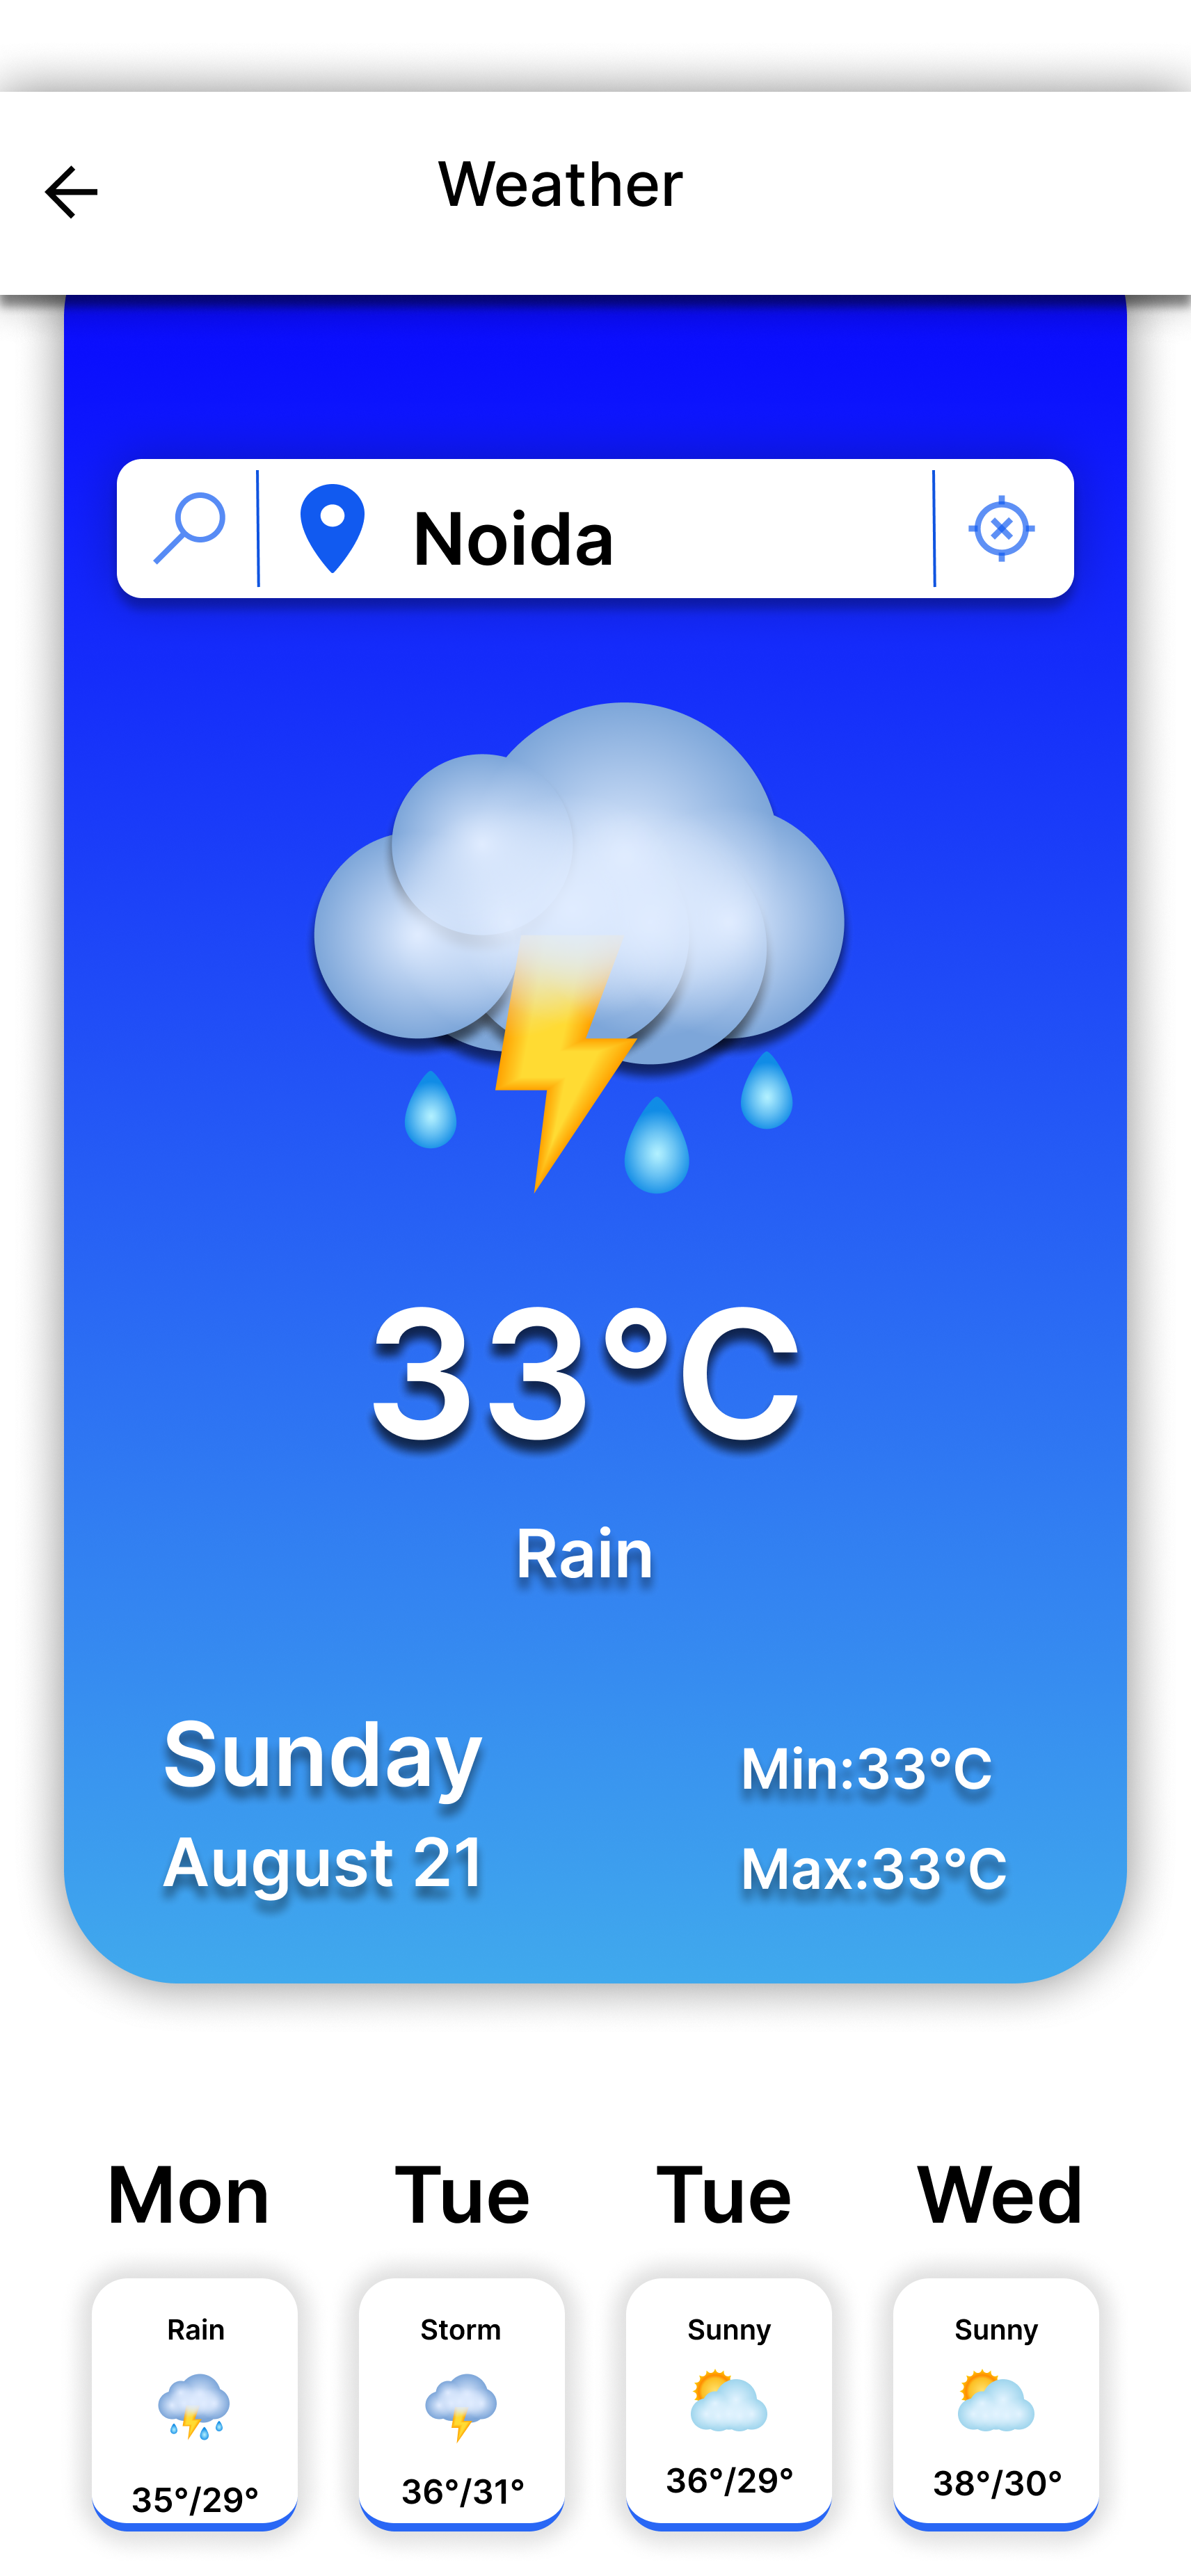 Weather
Noida
33°C
Rain
Sunday
August 21
Min:33°C
Max:33°C
Mon Tue Tue Wed
Rain Storm Sunny Sunny
35°/29° 36°/31° 36°/29° 38°/30°